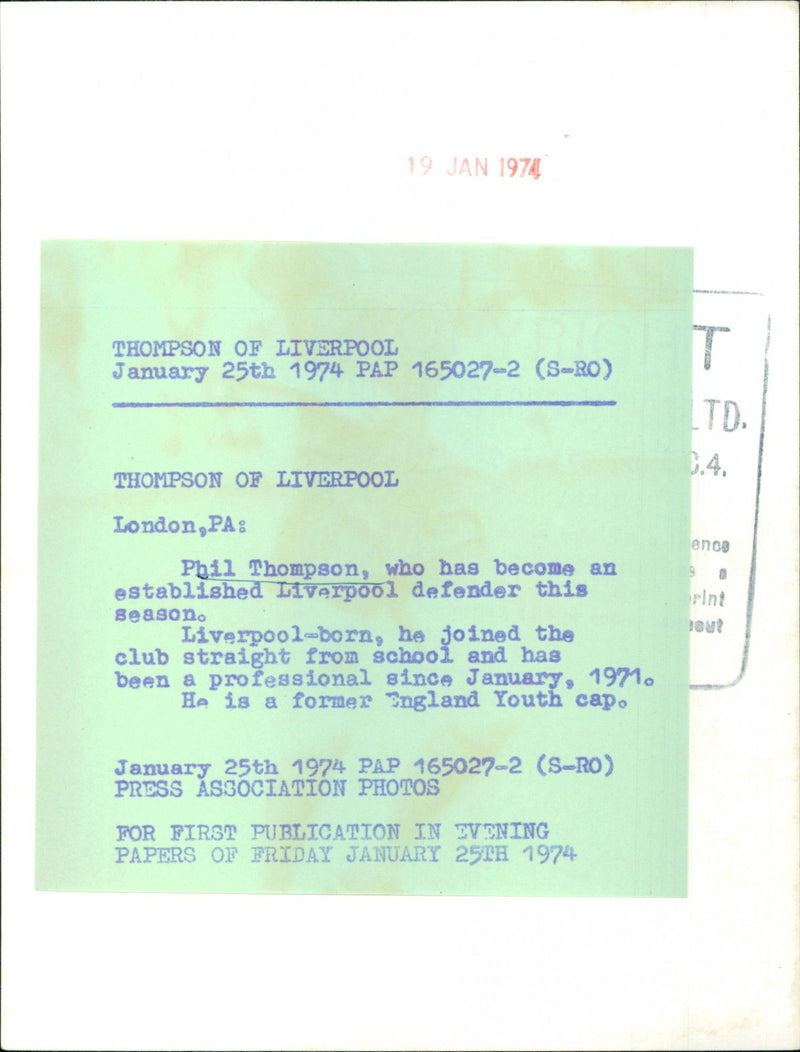 19 JAN 1974
THOMPSON OF LIVERPOOL
January 25th 1974 PAP 165027-2 (S-RO)
THOMPSON OF LIVERPOOL
London,PA:
Phil Thompson, who has become an
established Liverpool defender this
season.
Liverpool-born, he joined the
club straight from school and has
been a professional since January, 1971.
He is a former England Youth cap.
January 25th 1974 PAP 165027-2 (S-RO)
PRESS ASSOCIATION PHOTOS
FOR FIRST PUBLICATION IN EVENING
PAPERS OF FRIDAY JANUARY 25TH 1974
LTD.